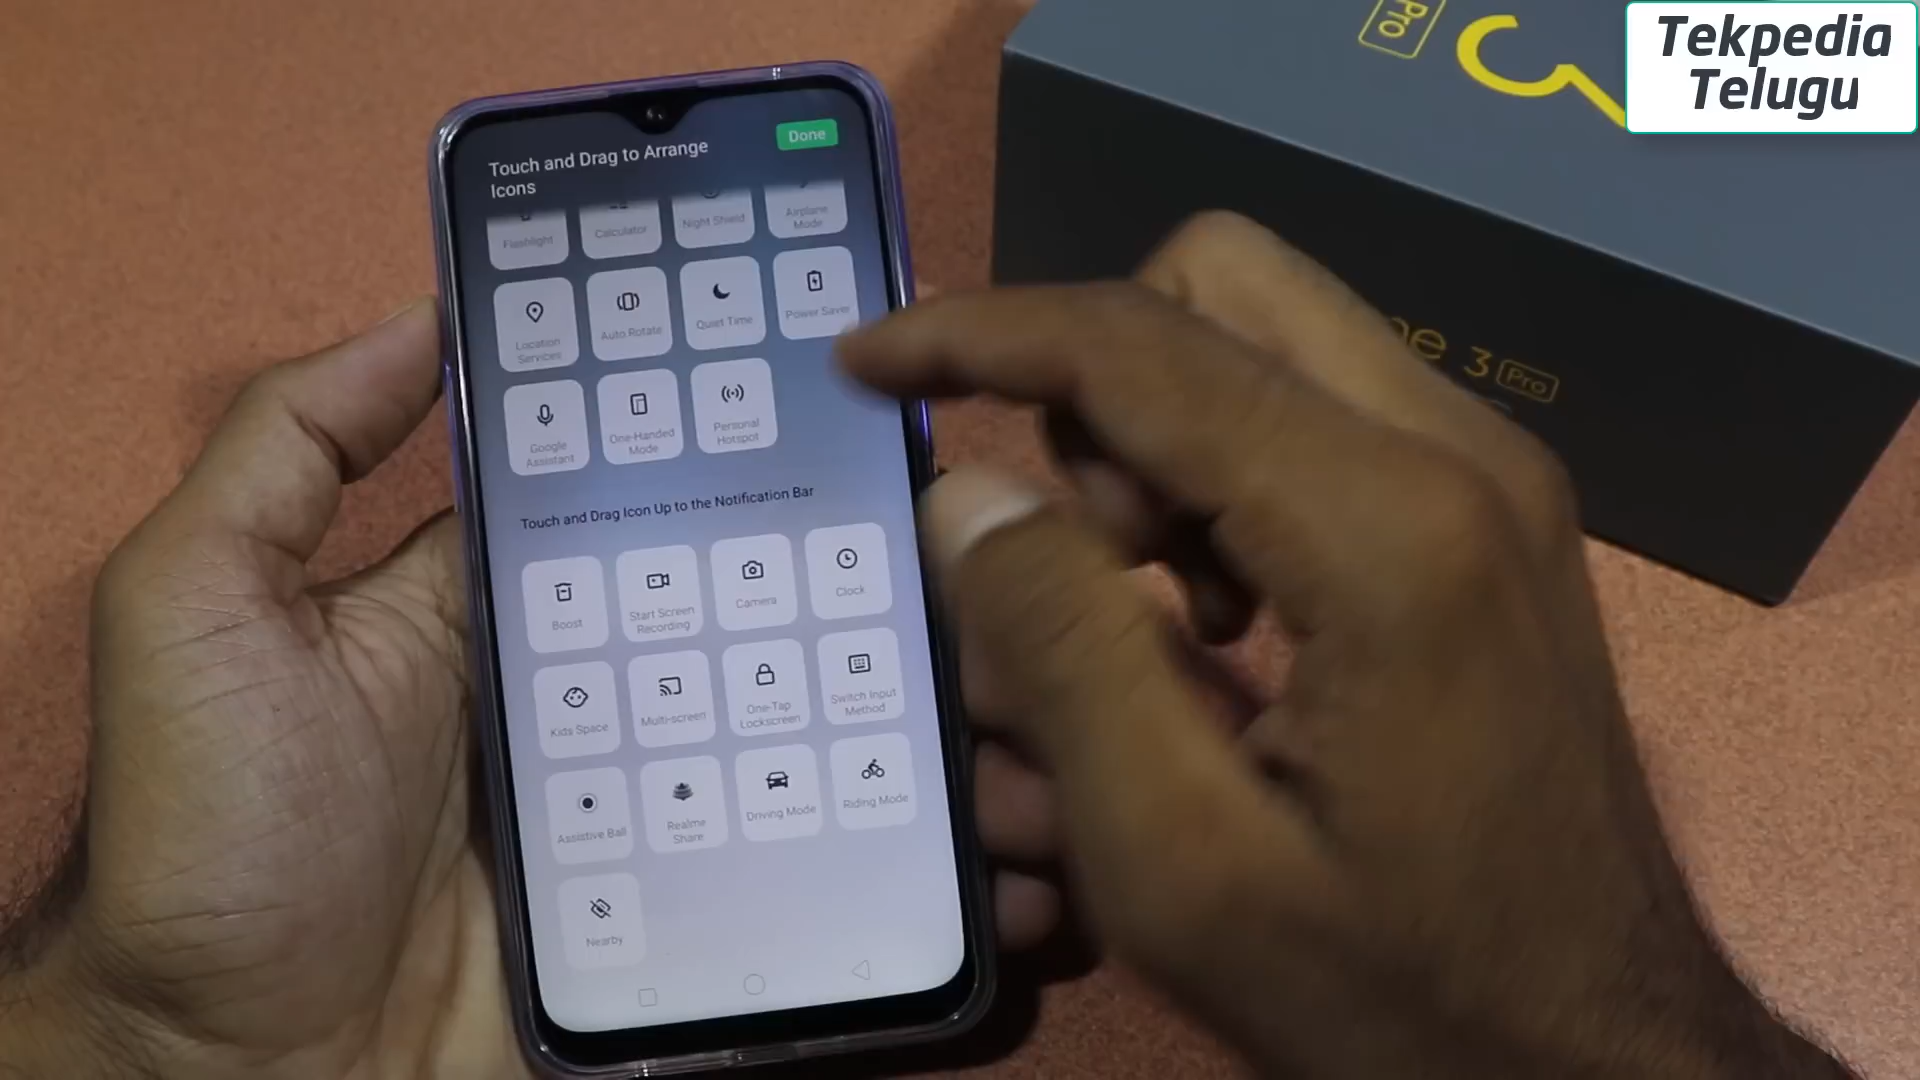 Tekpedia
Telugu
Pro
3
Touch and Drag to Arrange
Icons
Done
Flashlight
Calculator
Night Shield
Airplane
Mode
Location
Services
Auto Rotate
Quiet Time
Power Saver
3 Pro
Google
Assistant
One-Handed
Mode
Personal
Hotspot
Touch and Drag Icon Up to the Notification Bar
Boost
Start Screen
Recording
Camera
Clock
Kids Space
Multi-screen
One-Tap
Lockscreen
Switch Input
Method
Assistive Ball
Realme
Share
Driving Mode
Riding Mode
Nearby